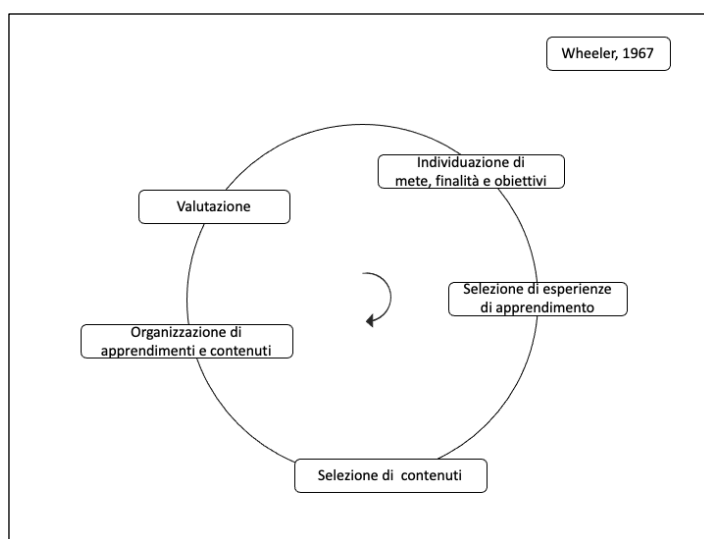 Wheeler, 1967
Individuazione di
mete, finalità e obiettivi
Valutazione
Selezione di esperienze
di apprendimento
Organizzazione di
apprendimenti e contenuti
Selezione di  contenuti